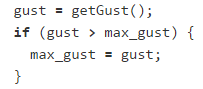 gust = getGust();
if (gust > max_gust) {
  max_gust = gust;
}